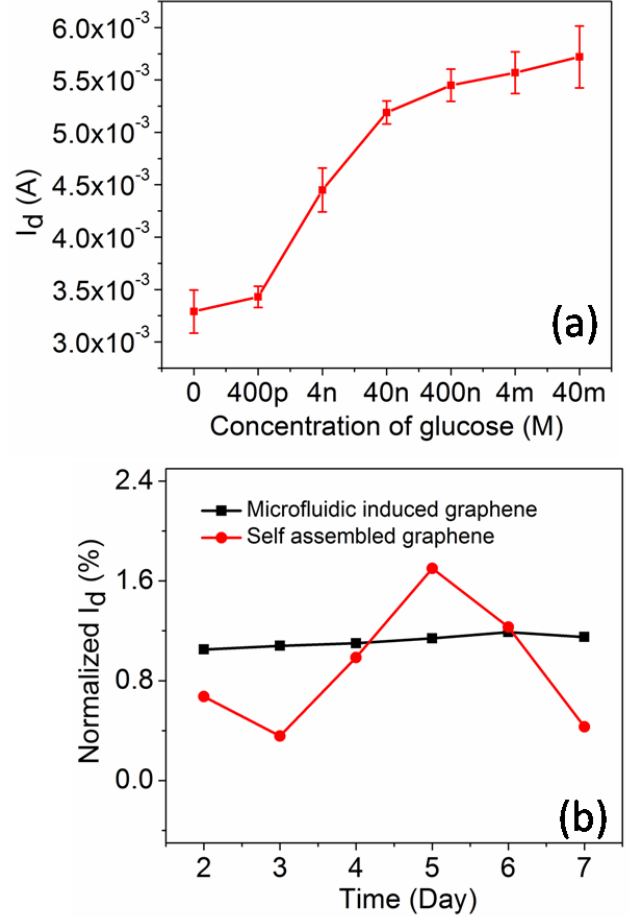 6.0x10⁻³
5.5x10⁻³
5.0x10⁻³
4.5x10⁻³
4.0x10⁻³
3.5x10⁻³
3.0x10⁻³
I_d (A)
(a)
0 400p 4n 40n 400n 4m 40m
Concentration of glucose (M)
2.4
1.6
0.8
0.0
Normalized I_d (%)
Microfluidic induced graphene
Self assembled graphene
(b)
2 3 4 5 6 7
Time (Day)